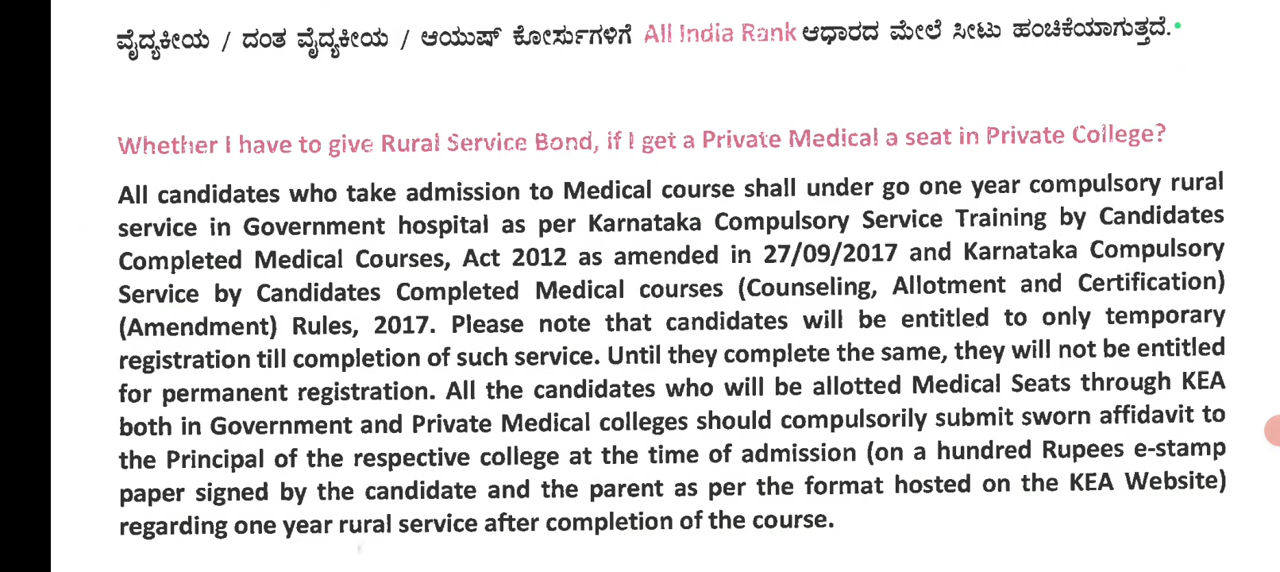 ವೈದ್ಯಕೀಯ / ದಂತ ವೈದ್ಯಕೀಯ / ಆಯುಷ್ ಕೋರ್ಸುಗಳಿಗೆ All India Rank ಆಧಾರದ ಮೇಲೆ ಸೀಟು ಹಂಚಿಕೆಯಾಗುತ್ತದೆ.
Whether I have to give Rural Service Bond, if I get a Private Medical a seat in Private College?
All candidates who take admission to Medical course shall under go one year compulsory rural
service in Government hospital as per Karnataka Compulsory Service Training by Candidates
Completed Medical Courses, Act 2012 as amended in 27/09/2017 and Karnataka Compulsory
Service by Candidates Completed Medical courses (Counseling, Allotment and Certification)
(Amendment) Rules, 2017. Please note that candidates will be entitled to only temporary
registration till completion of such service. Until they complete the same, they will not be entitled
for permanent registration. All the candidates who will be allotted Medical Seats through KEA
both in Government and Private Medical colleges should compulsorily submit sworn affidavit to
the Principal of the respective college at the time of admission (on a hundred Rupees e-stamp
paper signed by the candidate and the parent as per the format hosted on the KEA Website)
regarding one year rural service after completion of the course.